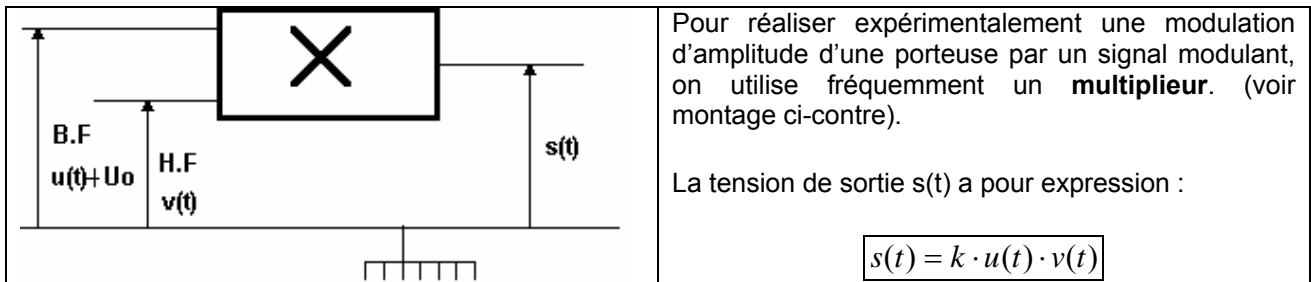 B.F
u(t)+Uo
H.F
v(t)
s(t)
Pour réaliser expérimentalement une modulation
d’amplitude d’une porteuse par un signal modulant,
on utilise fréquemment un multiplieur. (voir
montage ci-contre).
La tension de sortie s(t) a pour expression :
s(t) = k · u(t) · v(t)